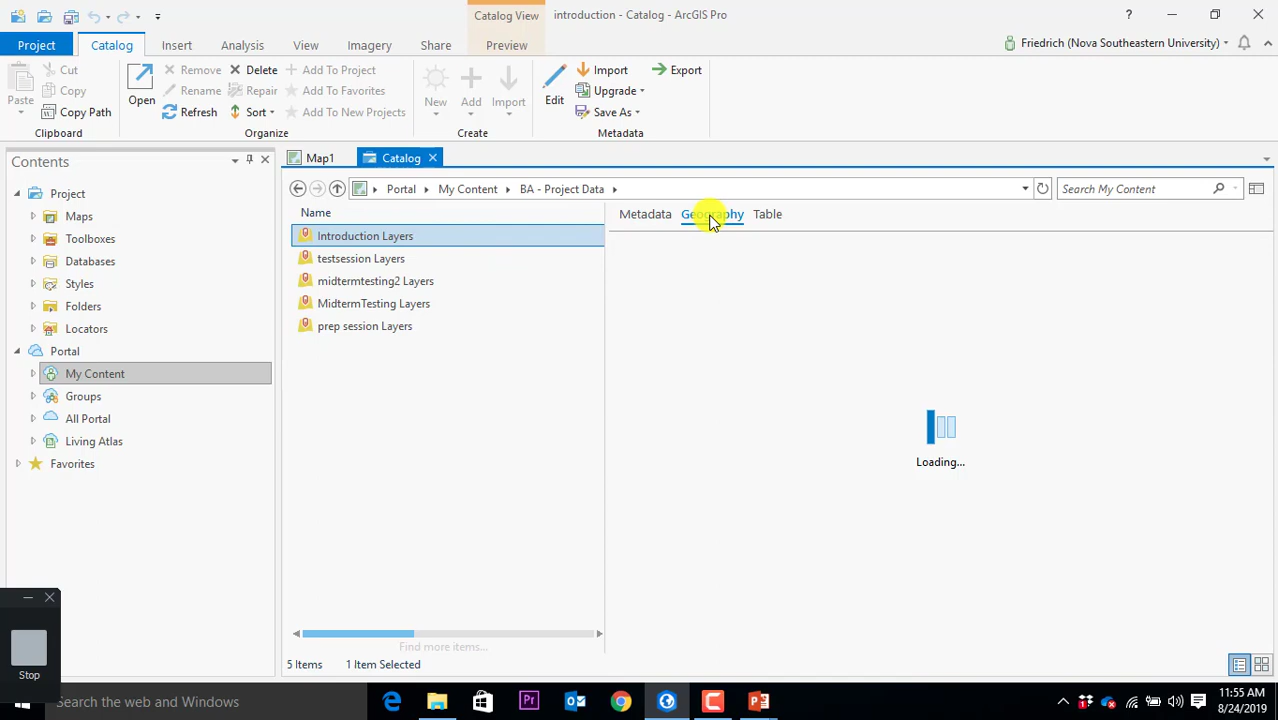 Catalog View
introduction - Catalog - ArcGIS Pro
?
Project Catalog Insert Analysis View Imagery Share Preview
Friedrich (Nova Southeastern University)
Paste
Cut
Copy
Copy Path
Clipboard
Open
Remove
Rename
Refresh
Delete
Repair
Sort
Add To Project
Add To Favorites
Add To New Projects
Organize
New
Add
Import
Create
Edit
Import
Upgrade
Save As
Export
Metadata
Contents
Map1
Catalog
Project
Maps
Toolboxes
Databases
Styles
Folders
Locators
Portal
My Content
Groups
All Portal
Living Atlas
Favorites
Portal My Content BA - Project Data
Search My Content
Name
Introduction Layers
testsession Layers
midtermtesting2 Layers
MidtermTesting Layers
prep session Layers
Find more items...
5 Items 1 Item Selected
Metadata Geography Table
Loading...
Stop
Search the web and Windows
11:55 AM
8/24/2019